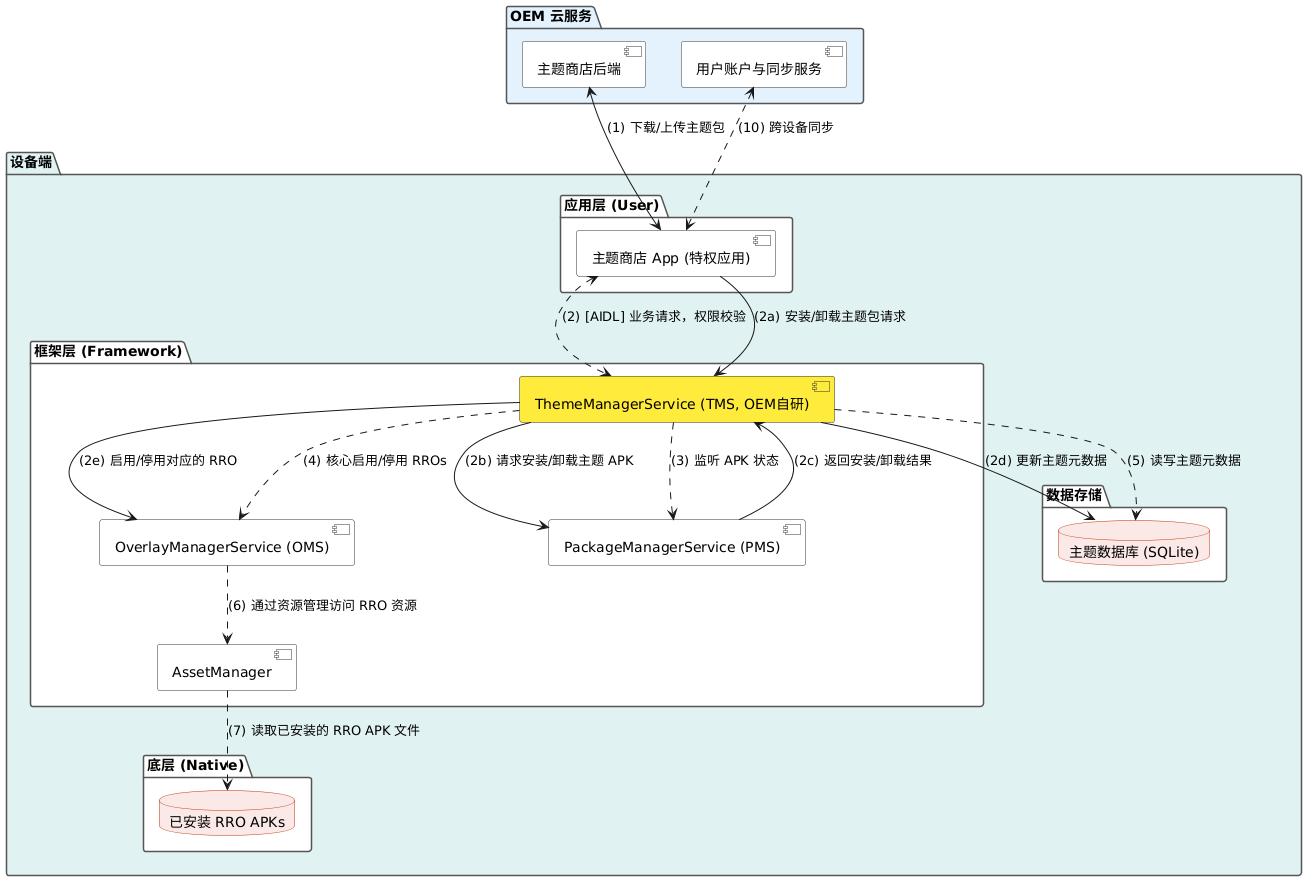 OEM 云服务
主题商店后端
用户账户与同步服务
(1) 下载/上传主题包
(10) 跨设备同步
设备端
应用层 (User)
主题商店 App (特权应用)
(2) [AIDL] 业务请求，权限校验
(2a) 安装/卸载主题包请求
框架层 (Framework)
ThemeManagerService (TMS, OEM自研)
(2e) 启用/停用对应的 RRO
(4) 核心启用/停用 RROs
(2b) 请求安装/卸载主题 APK
(3) 监听 APK 状态
(2c) 返回安装/卸载结果
(2d) 更新主题元数据
(5) 读写主题元数据
数据存储
主题数据库 (SQLite)
OverlayManagerService (OMS)
PackageManagerService (PMS)
(6) 通过资源管理访问 RRO 资源
AssetManager
(7) 读取已安装的 RRO APK 文件
底层 (Native)
已安装 RRO APKs